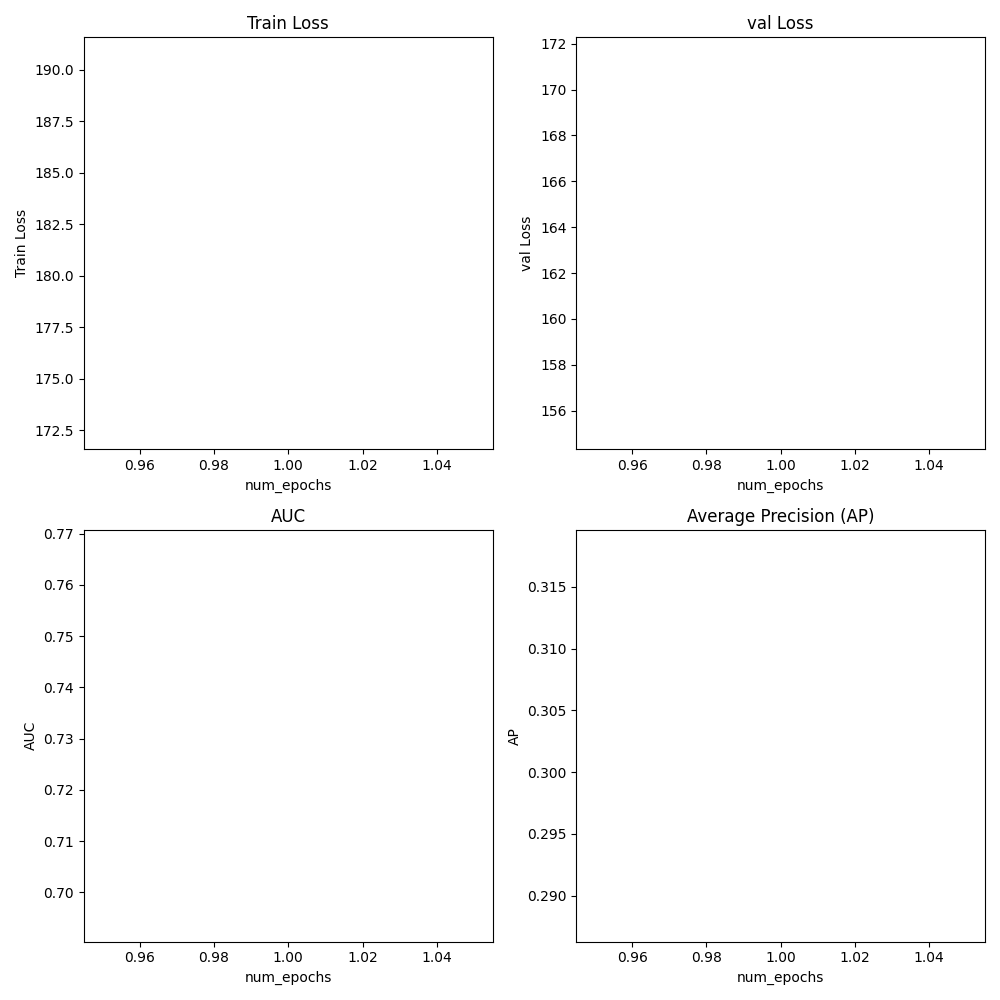 Train Loss
190.0
187.5
185.0
182.5
180.0
177.5
175.0
172.5
Train Loss
0.96 0.98 1.00 1.02 1.04
num_epochs
val Loss
172
170
168
166
164
162
160
158
156
val Loss
0.96 0.98 1.00 1.02 1.04
num_epochs
AUC
0.77
0.76
0.75
0.74
0.73
0.72
0.71
0.70
AUC
0.96 0.98 1.00 1.02 1.04
num_epochs
Average Precision (AP)
0.315
0.310
0.305
0.300
0.295
0.290
AP
0.96 0.98 1.00 1.02 1.04
num_epochs